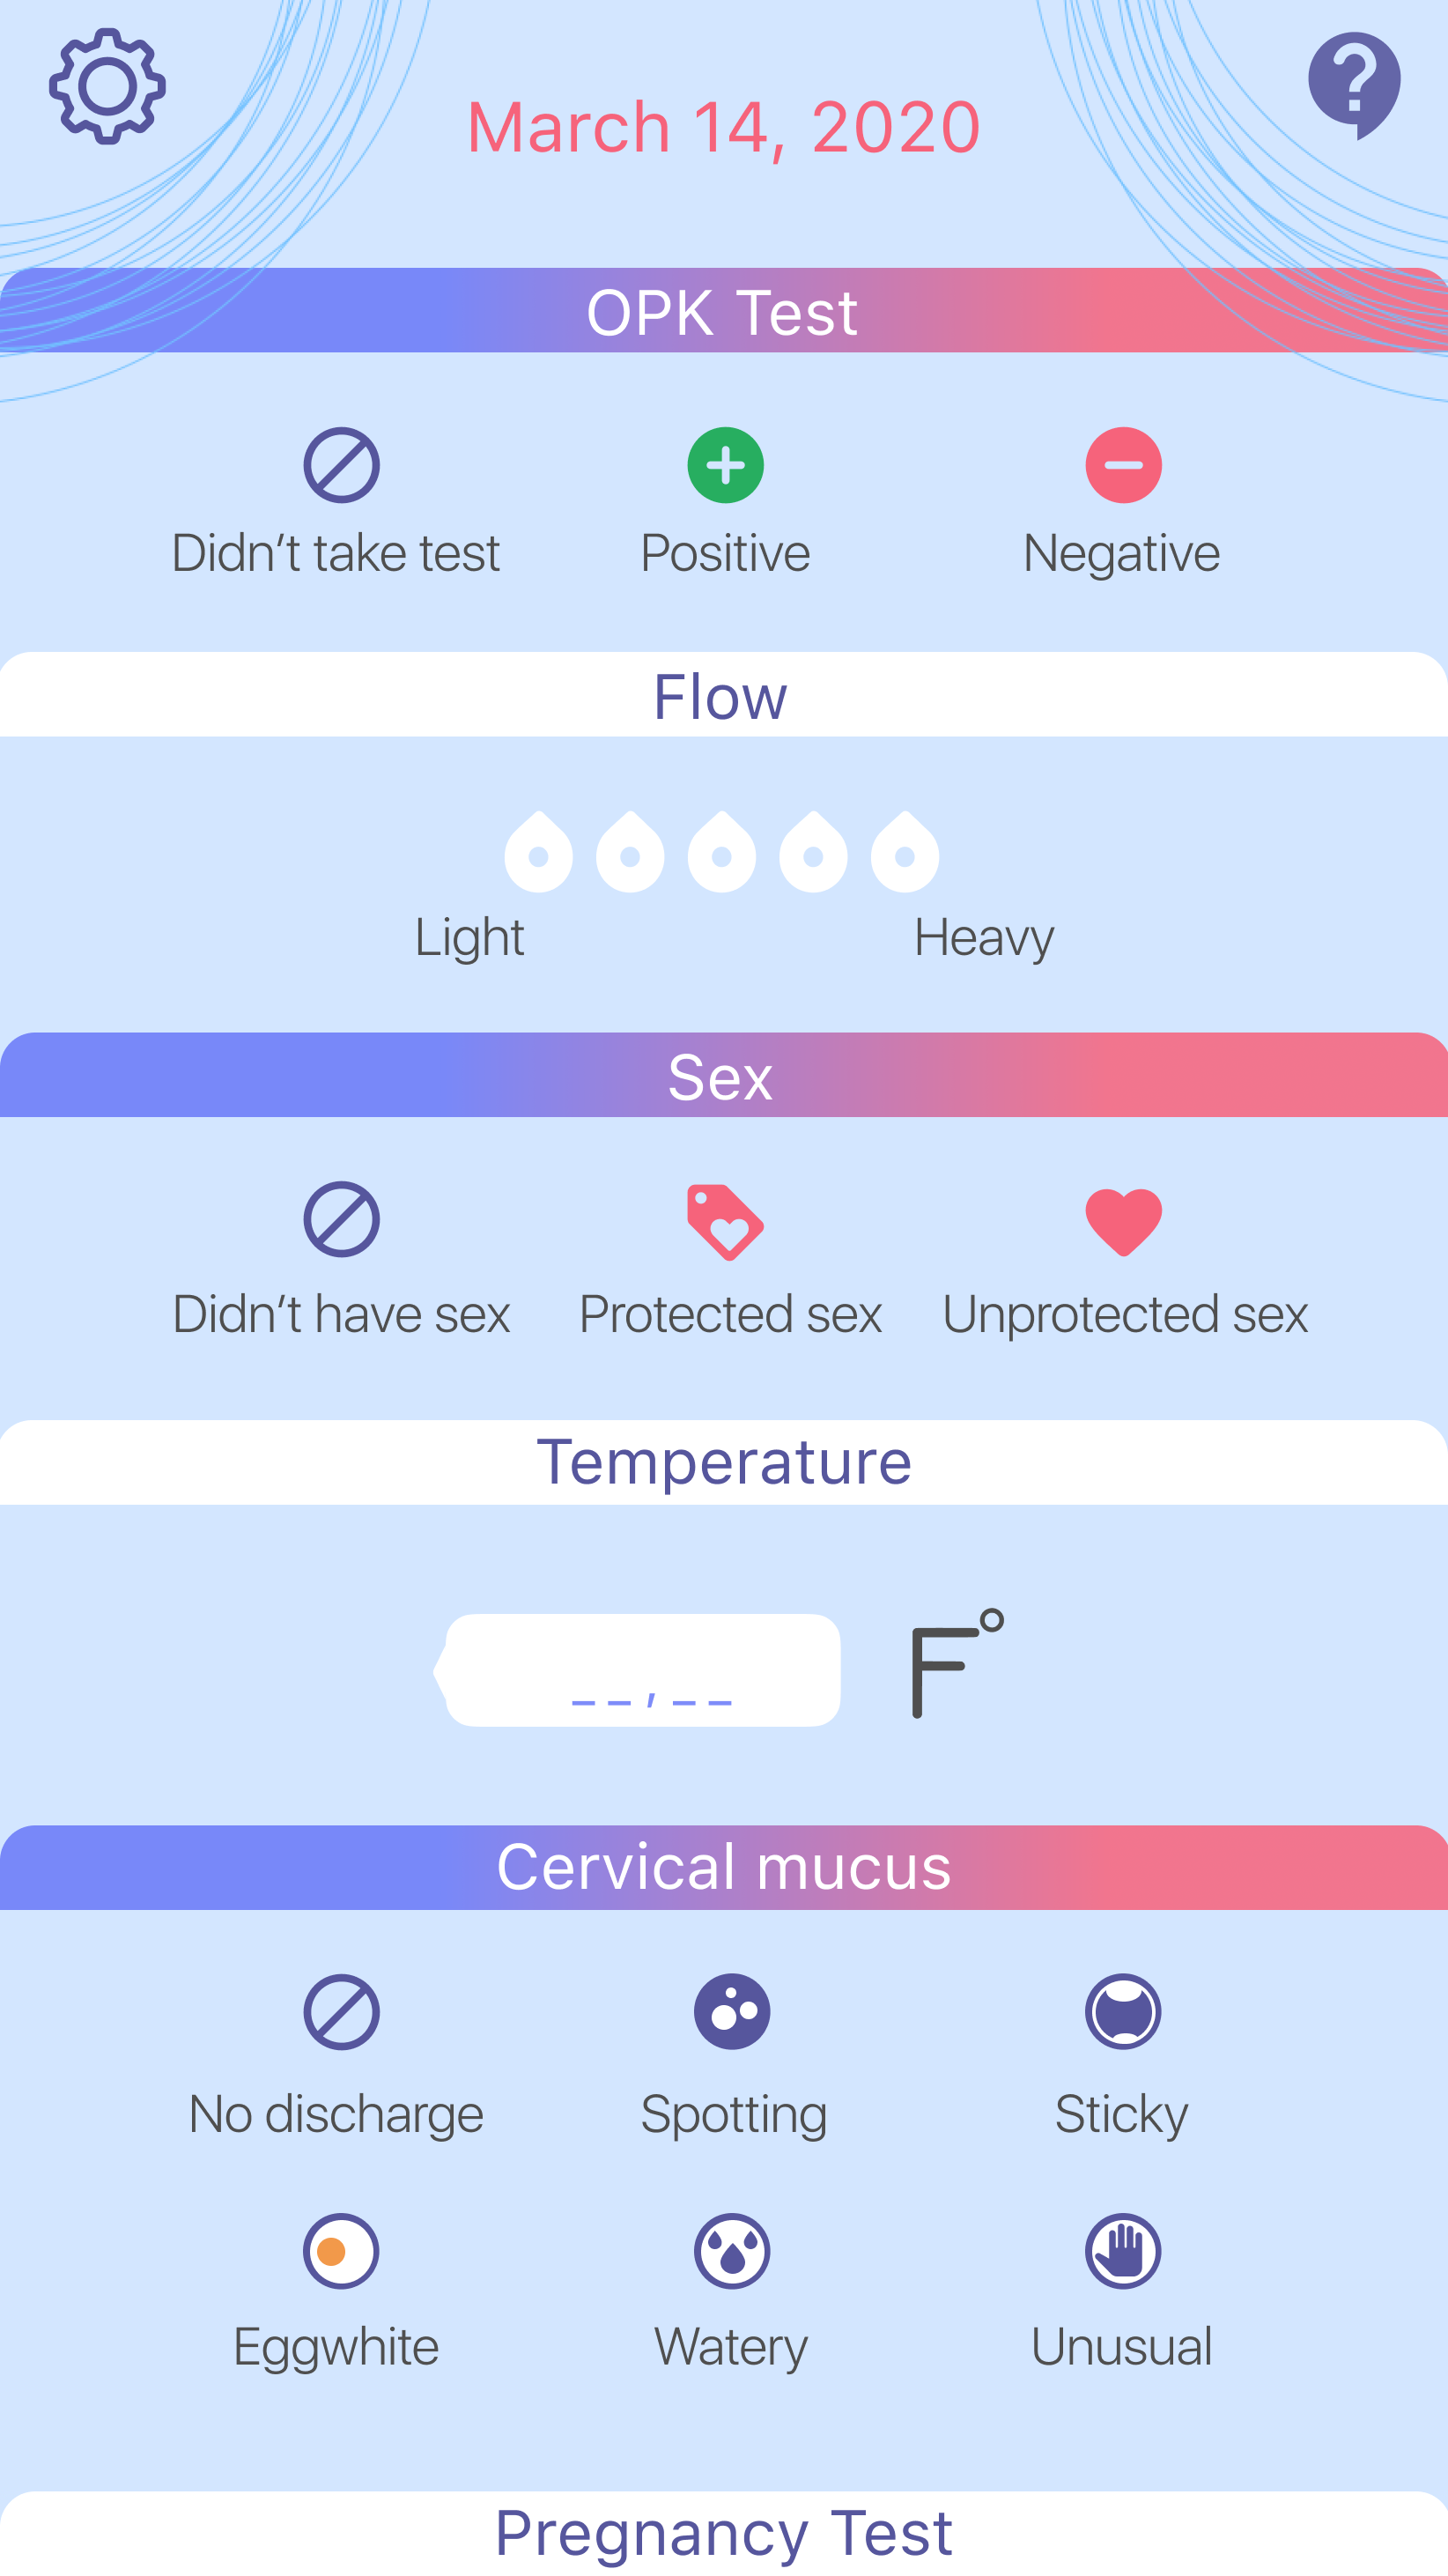 March 14, 2020
OPK Test
Didn't take test Positive Negative
Flow
Light Heavy
Sex
Didn't have sex Protected sex Unprotected sex
Temperature
_ _ , _ _ F°
Cervical mucus
No discharge Spotting Sticky
Eggwhite Watery Unusual
Pregnancy Test